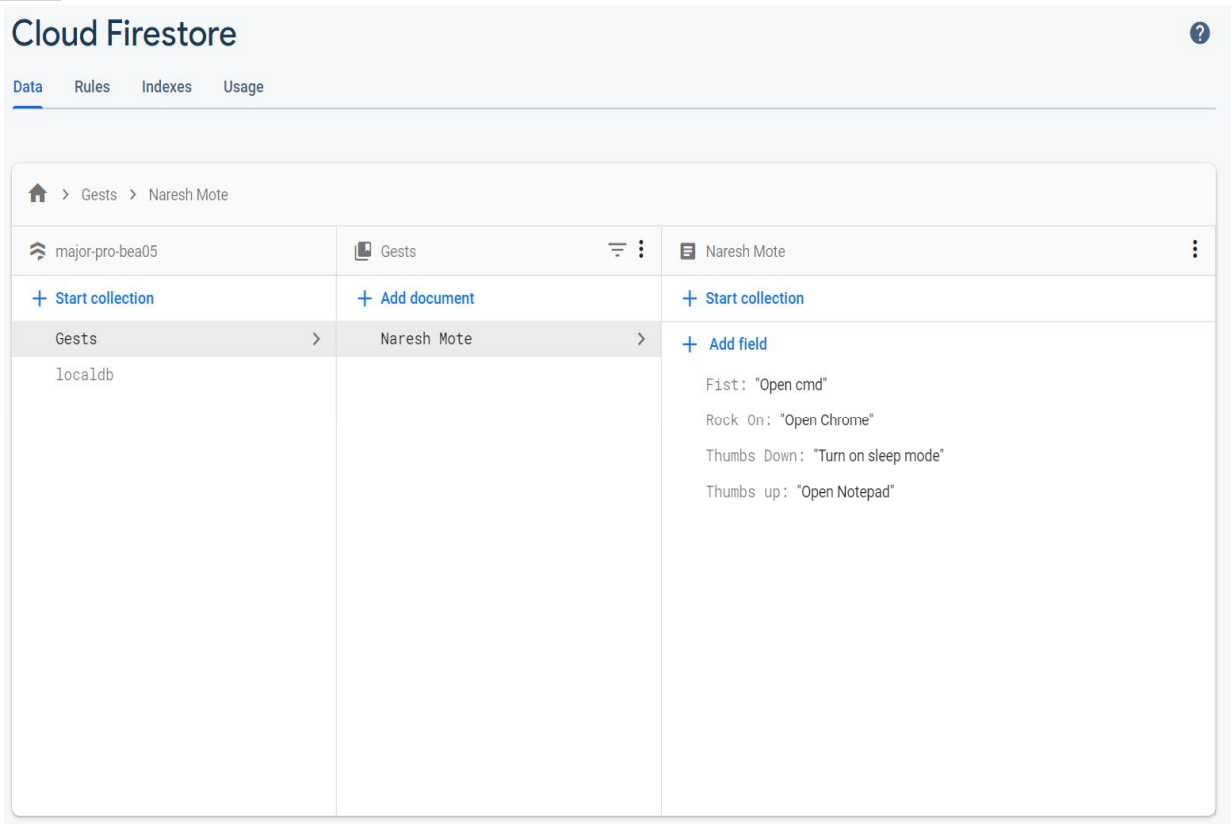 Cloud Firestore
?
Data Rules Indexes Usage
> Gests > Naresh Mote
major-pro-bea05
Gests
Naresh Mote
+ Start collection
+ Add document
+ Start collection
Gests
Naresh Mote
+ Add field
localdb
Fist: "Open cmd"
Rock On: "Open Chrome"
Thumbs Down: "Turn on sleep mode"
Thumbs up: "Open Notepad"